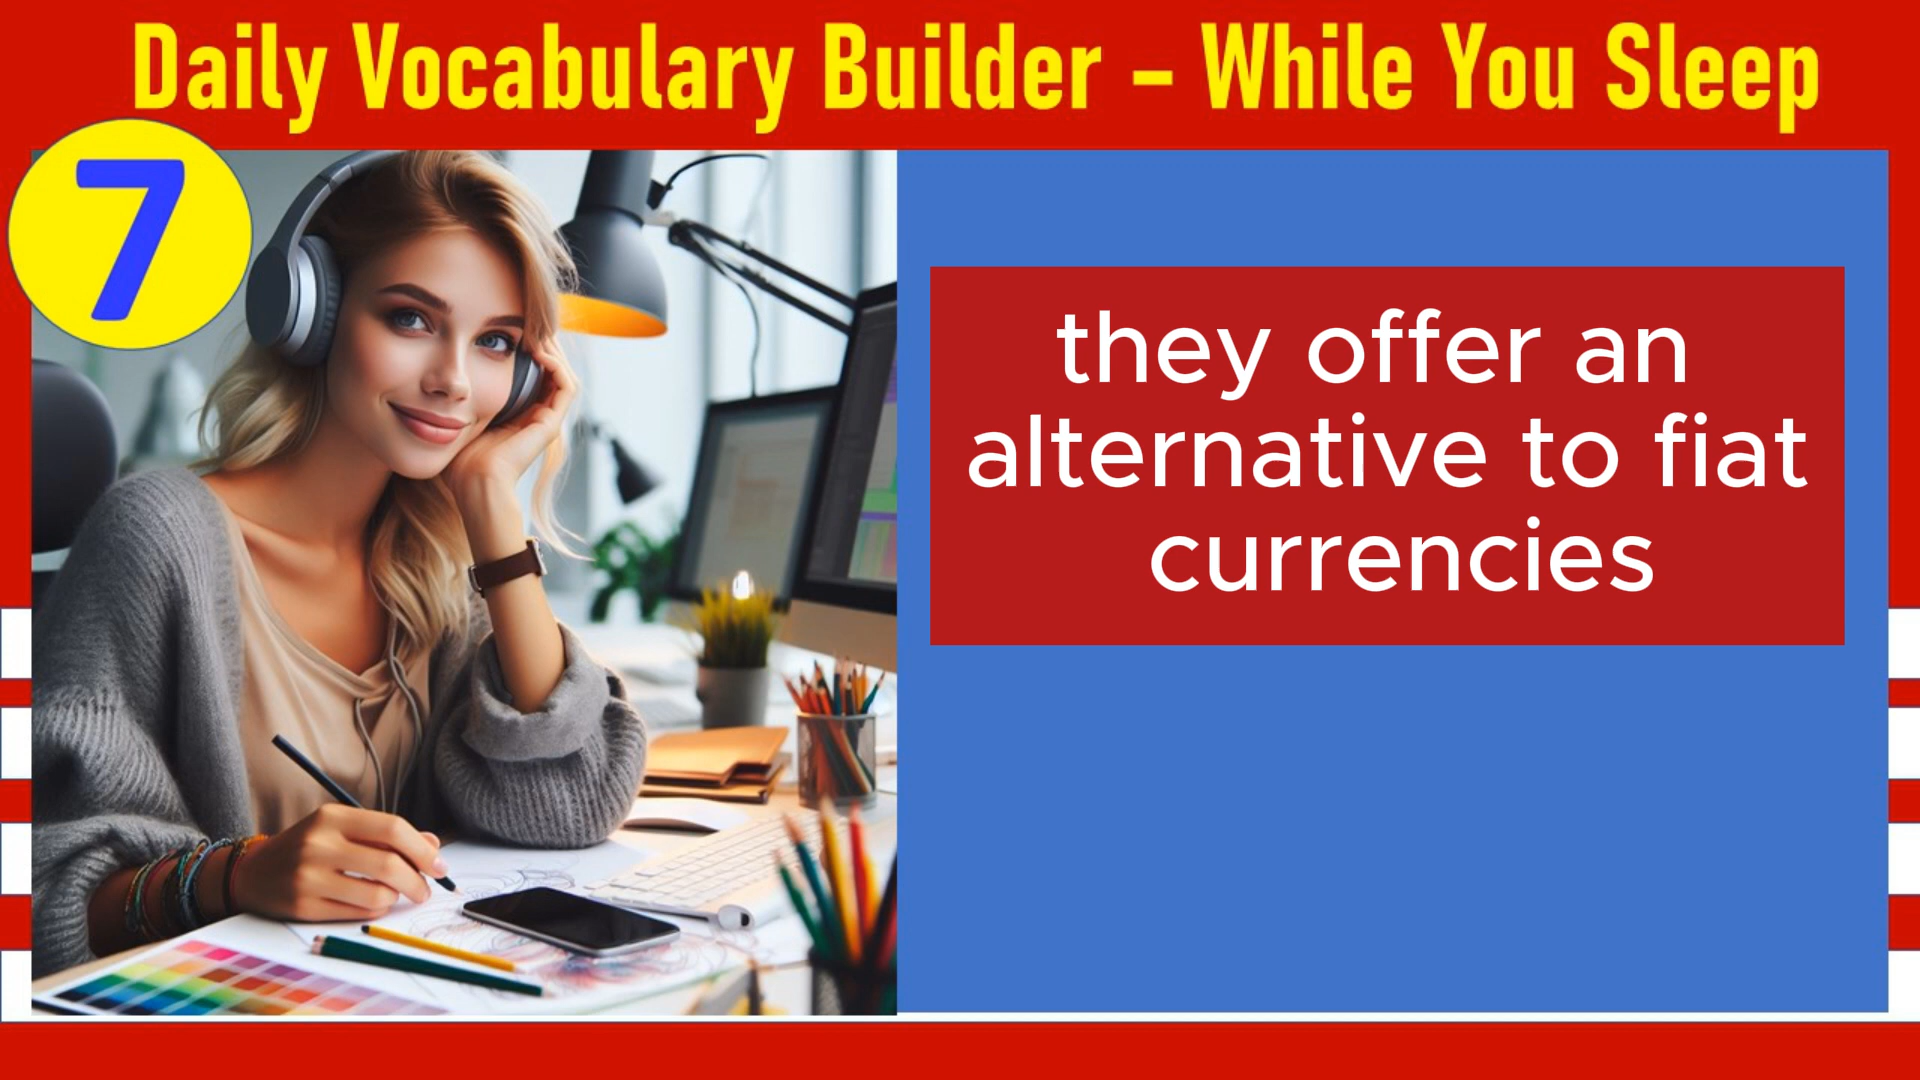 Daily Vocabulary Builder – While You Sleep
7
they offer an
alternative to fiat
currencies